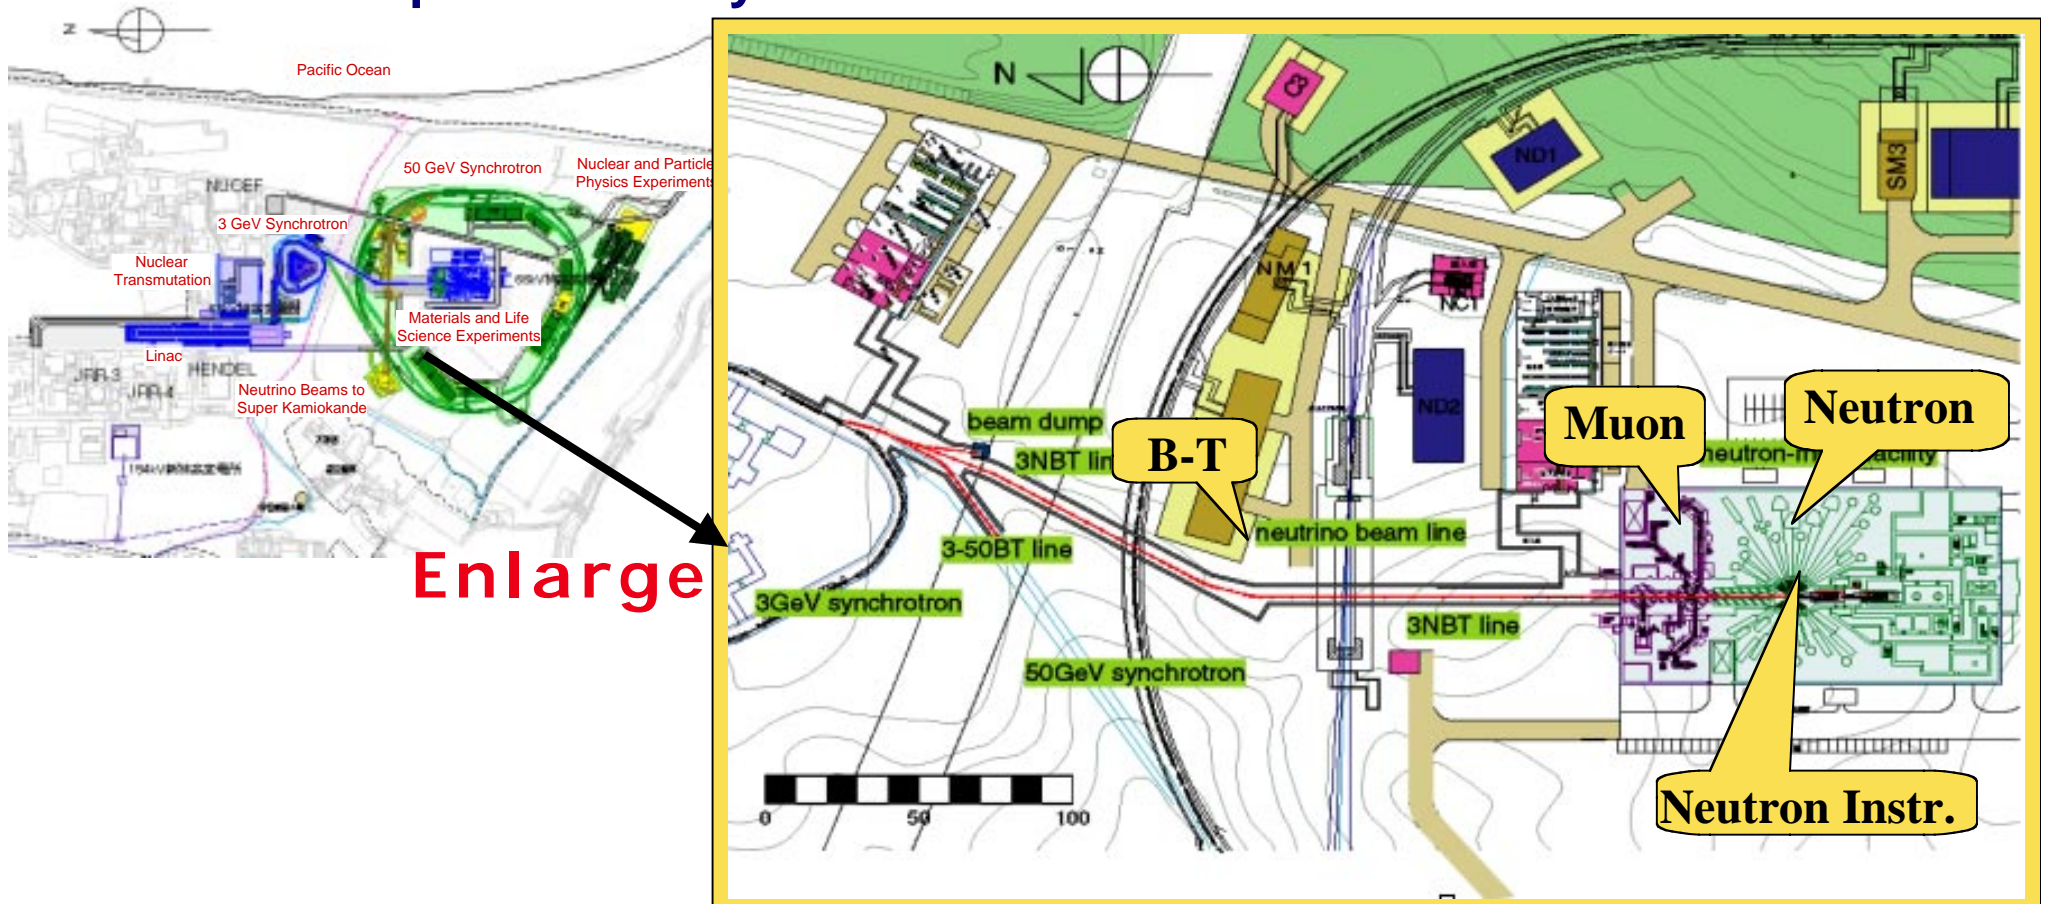 N
Pacific Ocean
50 GeV Synchrotron
Nuclear and Particle
Physics Experiments
NUCEF
3 GeV Synchrotron
Nuclear
Transmutation
Materials and Life
Science Experiments
Linac
HENDEL
JRR-3
JRR-4
Neutrino Beams to
Super Kamiokande
Enlarge
N
ND1
SM3
NM1
NC1
ND2
beam dump
3NBT lin
B-T
Muon
Neutron
neutron-m
acility
neutrino beam line
3-50BT line
3GeV synchrotron
3NBT line
50GeV synchrotron
0
50
100
Neutron Instr.